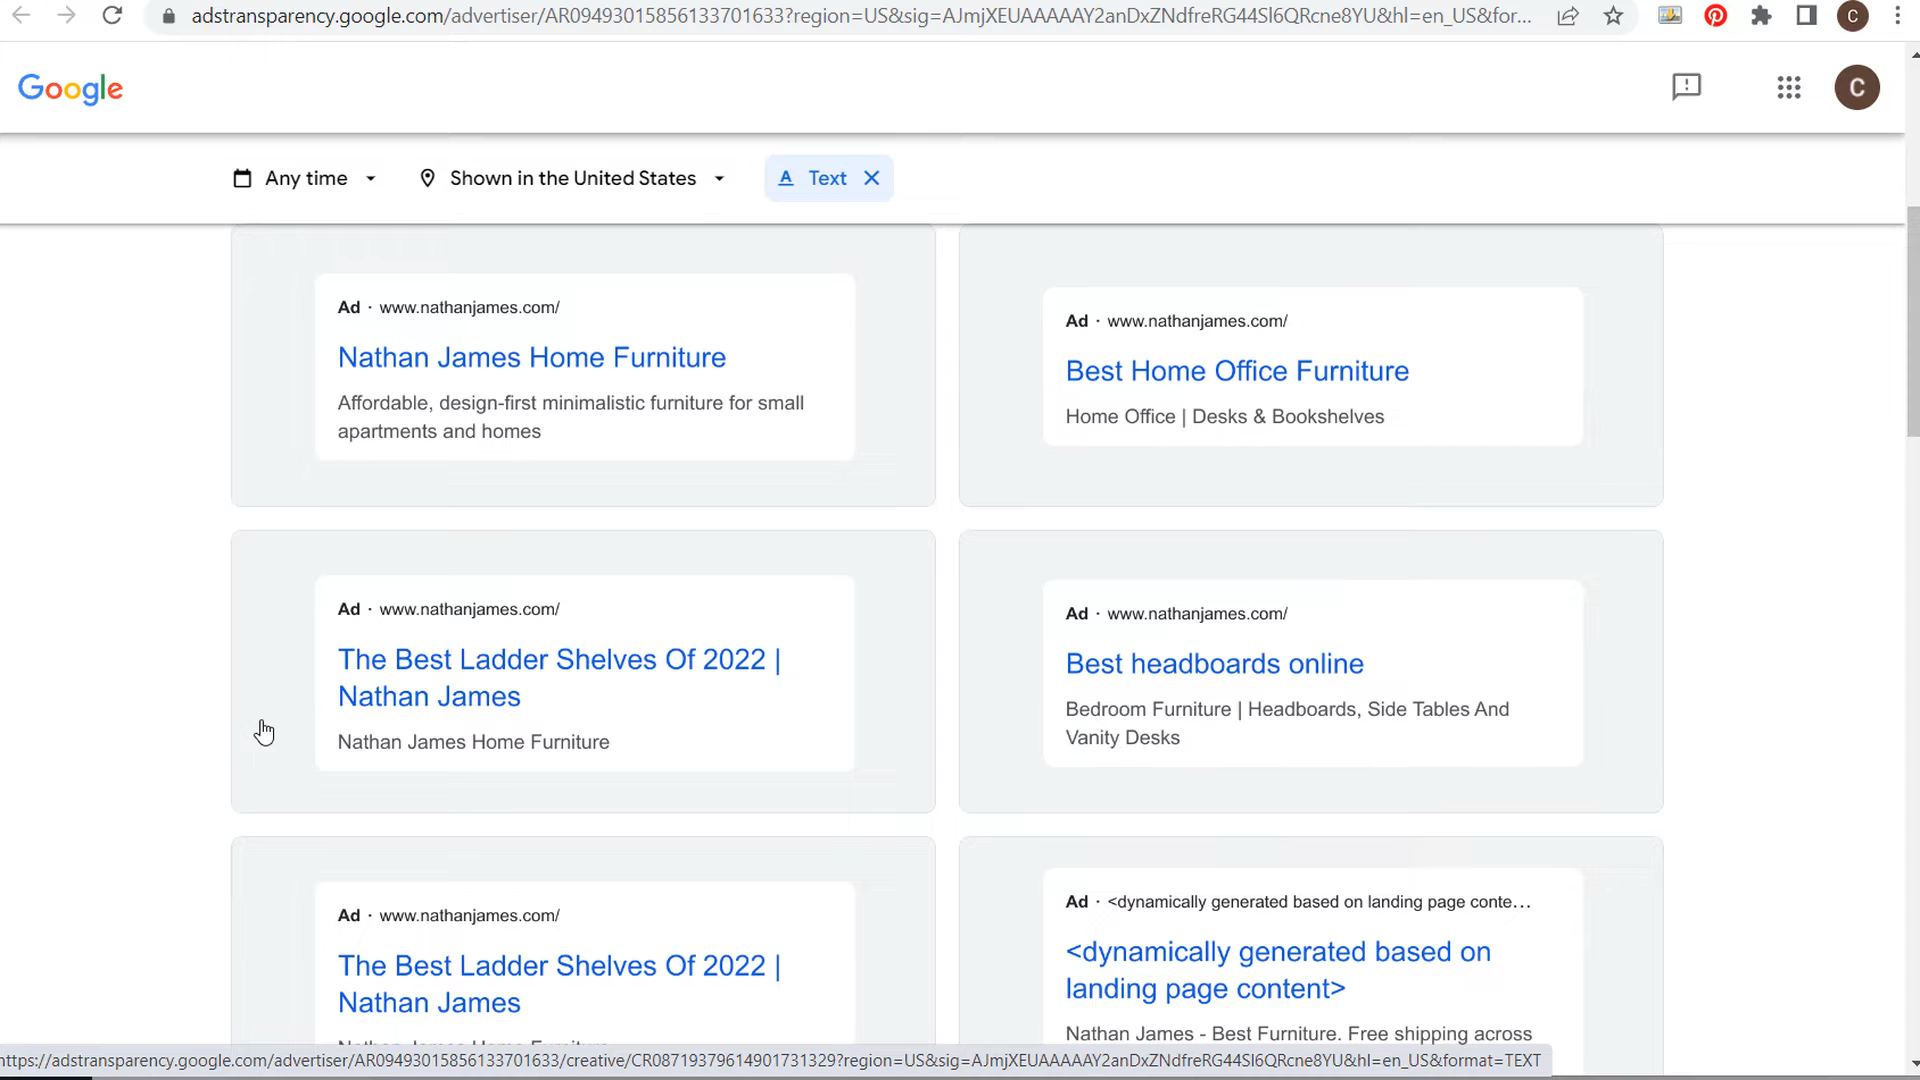 adstransparency.google.com/advertiser/AR09493015856133701633?region=US&sig=AJmjXEUAAAAAY2anDxZNdfreRG44Sl6QRcne8YU&hl=en_US&for...
C
Google
C
Any time
Shown in the United States
A Text
Ad · www.nathanjames.com/
Nathan James Home Furniture
Affordable, design-first minimalistic furniture for small
apartments and homes
Ad · www.nathanjames.com/
Best Home Office Furniture
Home Office | Desks & Bookshelves
Ad · www.nathanjames.com/
The Best Ladder Shelves Of 2022 |
Nathan James
Nathan James Home Furniture
Ad · www.nathanjames.com/
Best headboards online
Bedroom Furniture | Headboards, Side Tables And
Vanity Desks
Ad · www.nathanjames.com/
The Best Ladder Shelves Of 2022 |
Nathan James
Ad · <dynamically generated based on landing page conte...
<dynamically generated based on
landing page content>
Nathan James - Best Furniture. Free shipping across
https://adstransparency.google.com/advertiser/AR09493015856133701633/creative/CR08719379614901731329?region=US&sig=AJmjXEUAAAAAY2anDxZNdfreRG44Sl6QRcne8YU&hl=en_US&format=TEXT